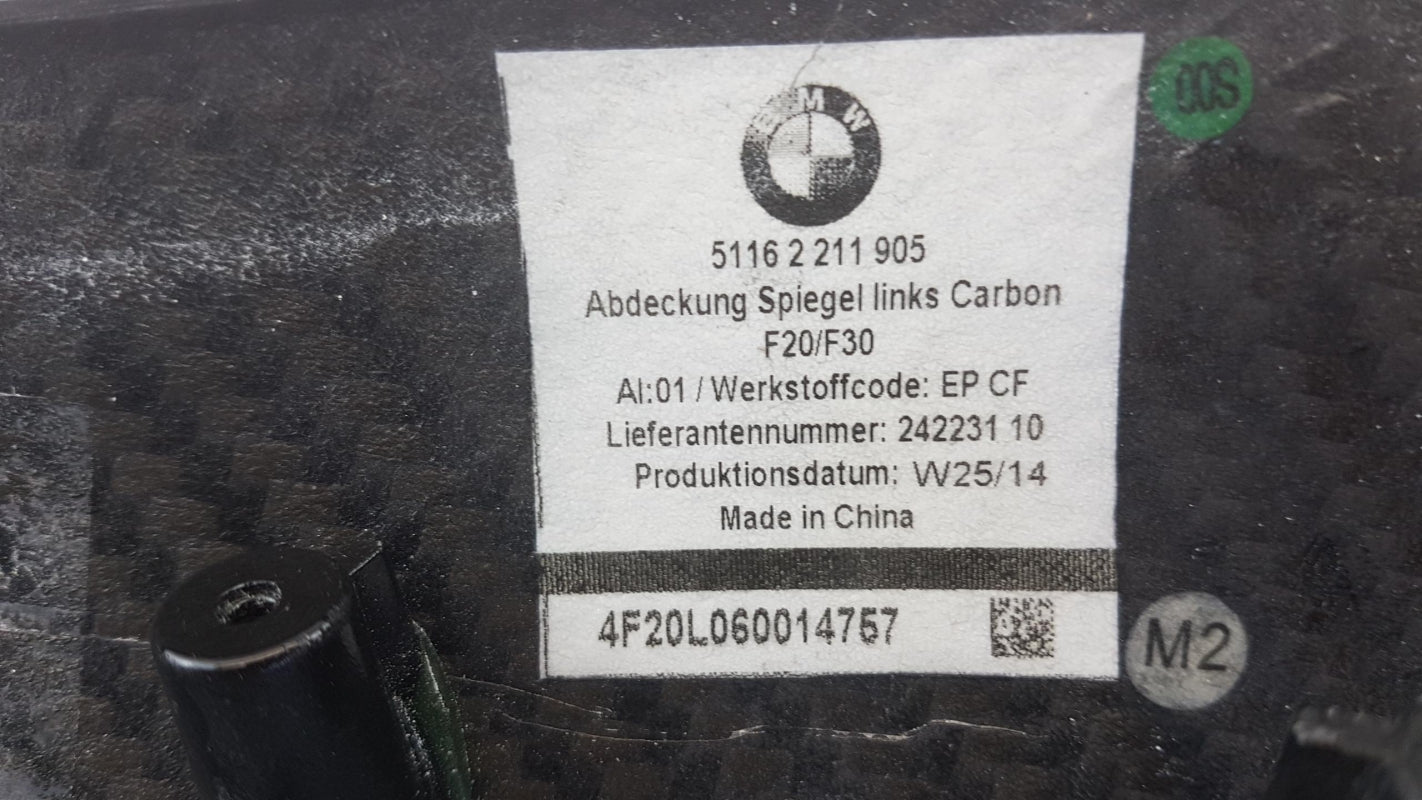 BMW
00S
5116 2 211 905
Abdeckung Spiegel links Carbon
F20/F30
AI:01 / Werkstoffcode: EP CF
Lieferantennummer: 242231 10
Produktionsdatum: W25/14
Made in China
4F20L060014757
M2